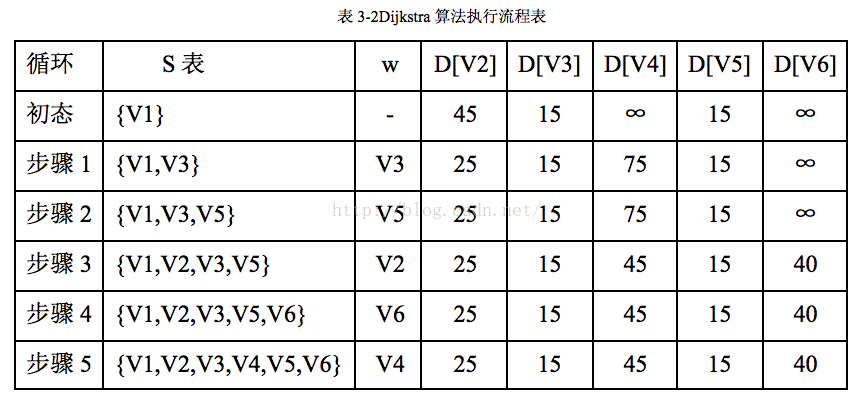 表 3-2Dijkstra 算法执行流程表
循环 S 表 w D[V2] D[V3] D[V4] D[V5] D[V6]
初态 {V1} - 45 15 ∞ 15 ∞
步骤 1 {V1,V3} V3 25 15 75 15 ∞
步骤 2 {V1,V3,V5} V5 25 15 75 15 ∞
http://blog.csdn.net/
步骤 3 {V1,V2,V3,V5} V2 25 15 45 15 40
步骤 4 {V1,V2,V3,V5,V6} V6 25 15 45 15 40
步骤 5 {V1,V2,V3,V4,V5,V6} V4 25 15 45 15 40